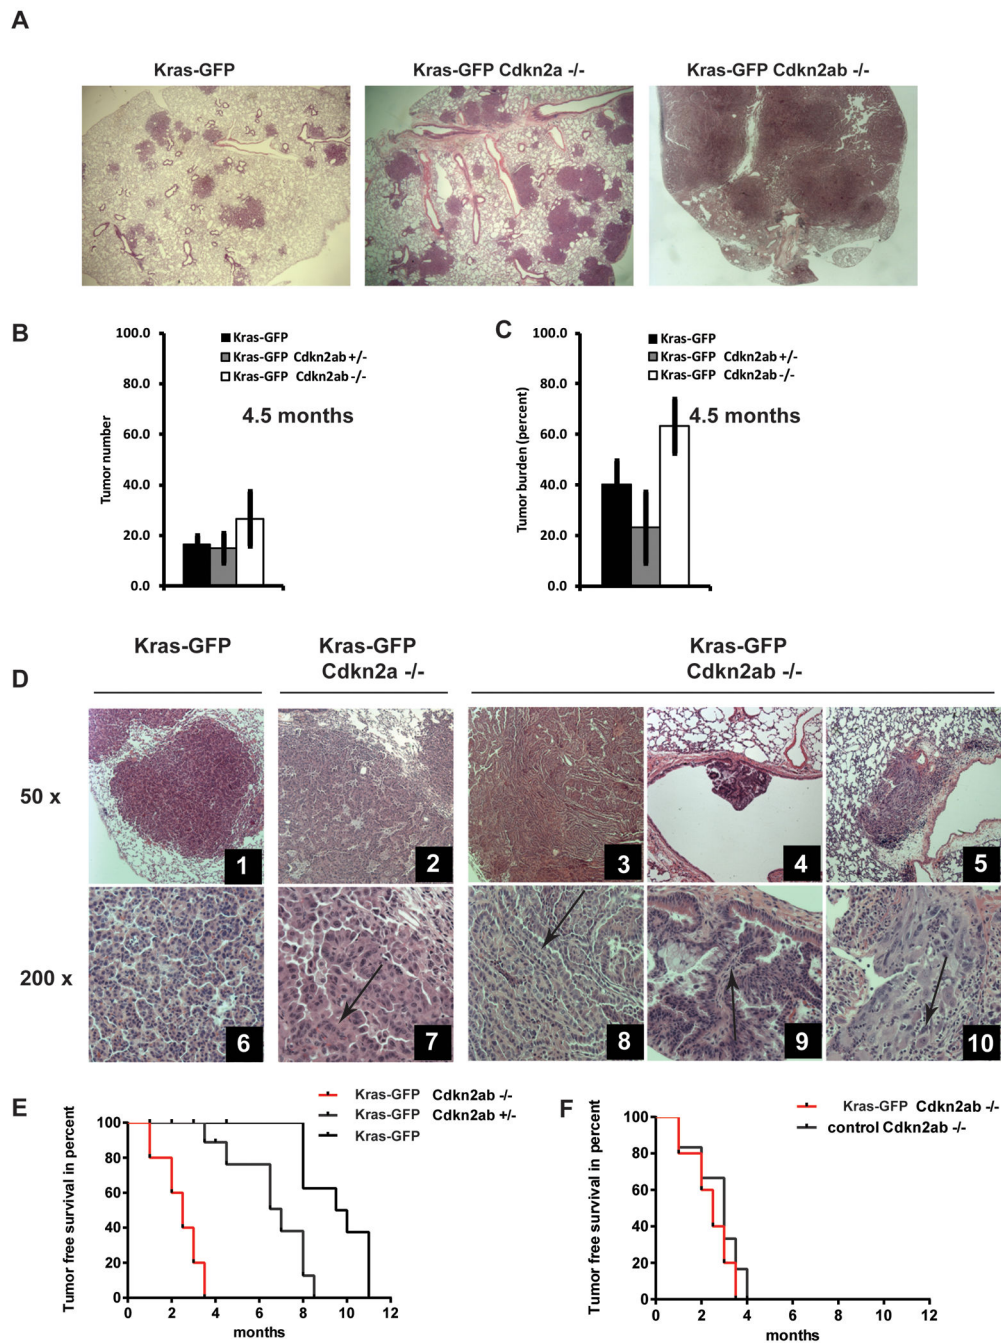 A
Kras-GFP
Kras-GFP Cdkn2a -/-
Kras-GFP Cdkn2ab -/-
B
100.0
80.0
60.0
40.0
20.0
0.0
Tumor number
Kras-GFP
Kras-GFP Cdkn2ab +/-
Kras-GFP Cdkn2ab -/-
4.5 months
C
100.0
80.0
60.0
40.0
20.0
0.0
Tumor burden (percent)
Kras-GFP
Kras-GFP Cdkn2ab +/-
Kras-GFP Cdkn2ab -/-
4.5 months
D
Kras-GFP
Kras-GFP
Cdkn2a -/-
Kras-GFP
Cdkn2ab -/-
50 x
1
2
3
4
5
200 x
6
7
8
9
10
E
Kras-GFP Cdkn2ab -/-
Kras-GFP Cdkn2ab +/-
Kras-GFP
Tumor free survival in percent
100
80
60
40
20
0
0 2 4 6 8 10 12
months
F
Kras-GFP Cdkn2ab -/-
control Cdkn2ab -/-
Tumor free survival in percent
100
80
60
40
20
0
0 2 4 6 8 10 12
months